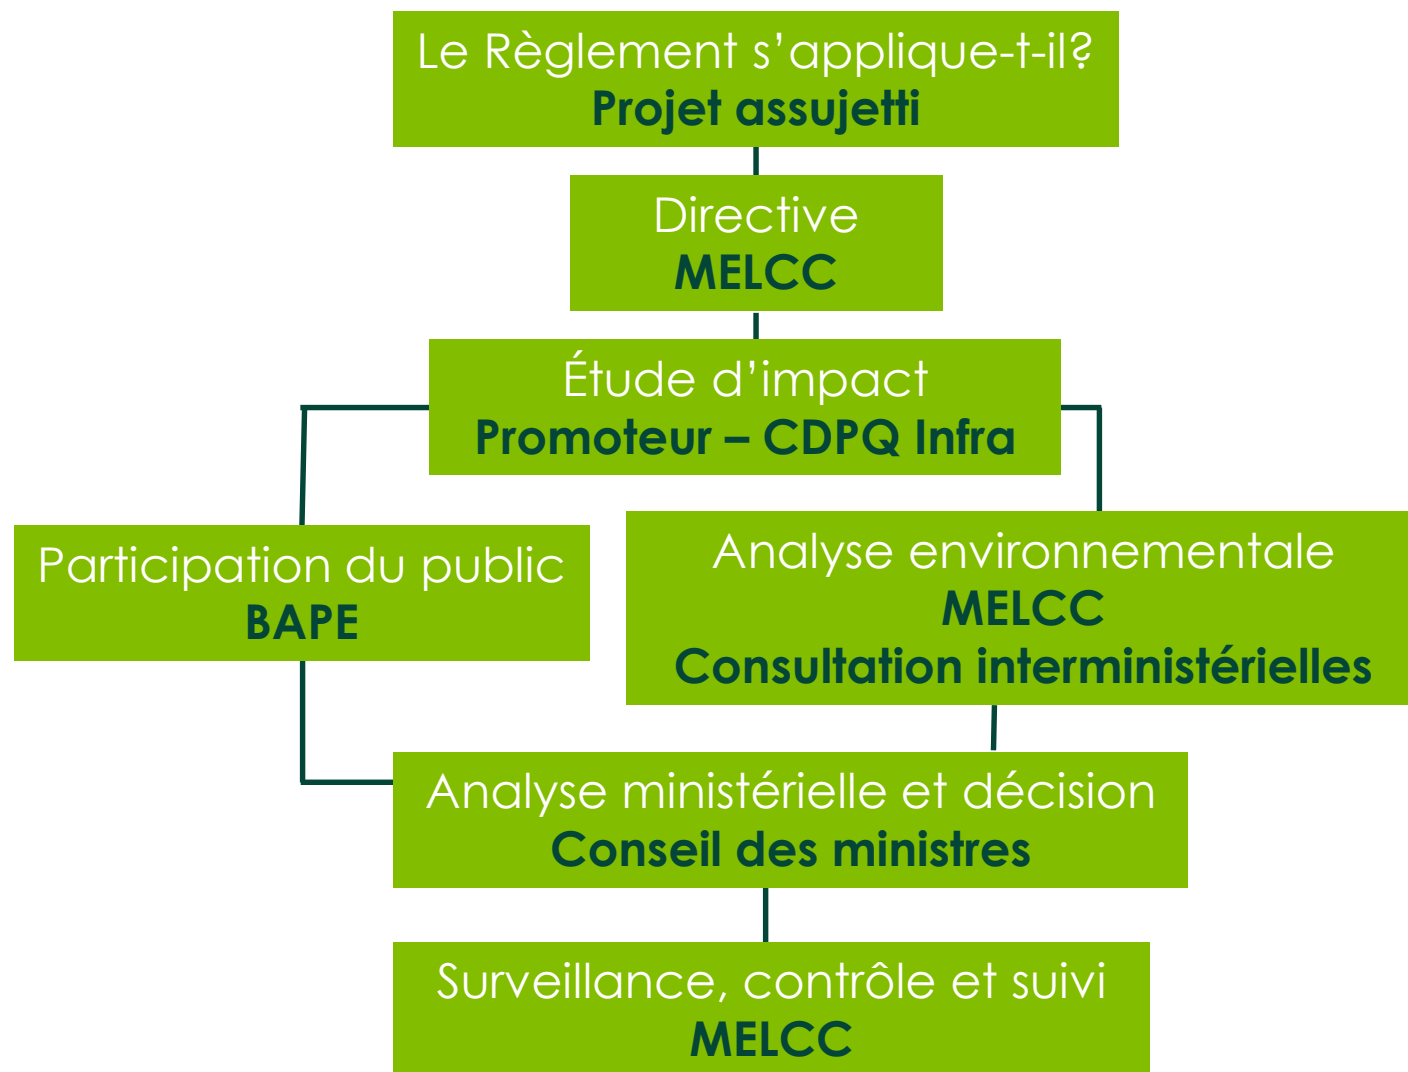 Le Règlement s’applique-t-il?
Projet assujetti
Directive
MELCC
Étude d’impact
Promoteur – CDPQ Infra
Participation du public
BAPE
Analyse environnementale
MELCC
Consultation interministérielles
Analyse ministérielle et décision
Conseil des ministres
Surveillance, contrôle et suivi
MELCC